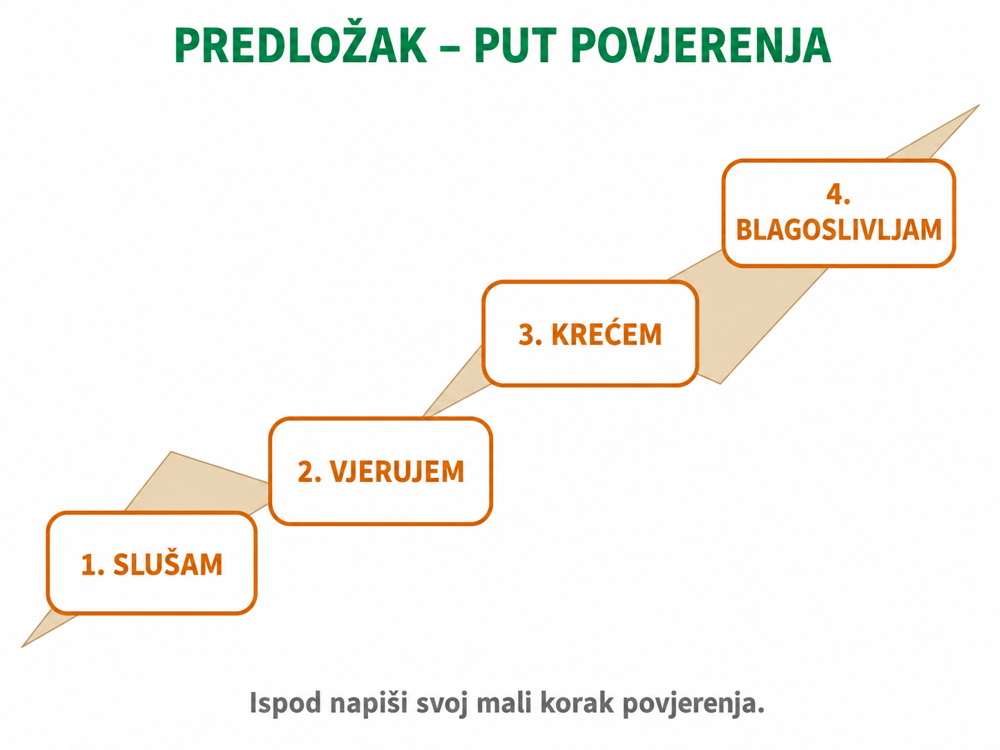 PREDLOŽAK – PUT POVJERENJA
4.
BLAGOSLIVLJAM
3. KREĆEM
2. VJERUJEM
1. SLUŠAM
Ispod napiši svoj mali korak povjerenja.